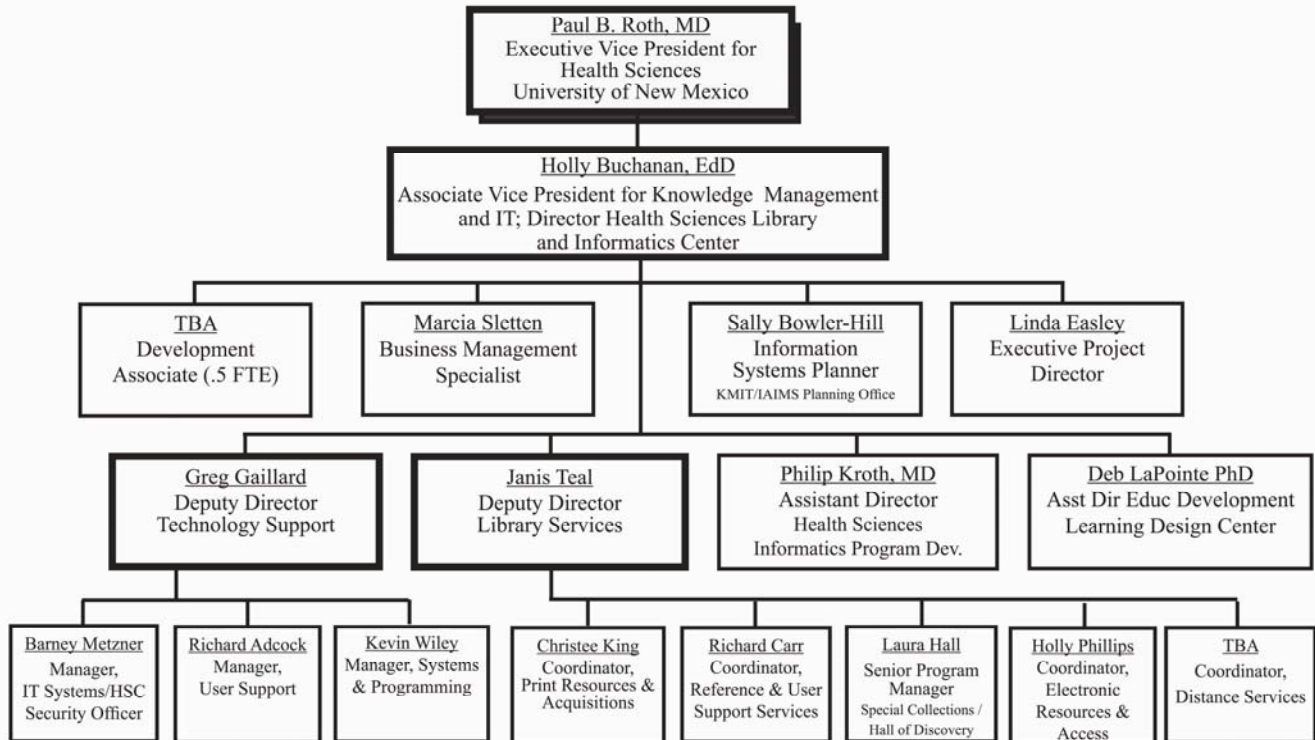 Paul B. Roth, MD
Executive Vice President for
Health Sciences
University of New Mexico
Holly Buchanan, EdD
Associate Vice President for Knowledge Management
and IT; Director Health Sciences Library
and Informatics Center
TBA
Development
Associate (.5 FTE)
Marcia Sletten
Business Management
Specialist
Sally Bowler-Hill
Information
Systems Planner
KMIT/IAIMS Planning Office
Linda Easley
Executive Project
Director
Greg Gaillard
Deputy Director
Technology Support
Janis Teal
Deputy Director
Library Services
Philip Kroth, MD
Assistant Director
Health Sciences
Informatics Program Dev.
Deb LaPointe PhD
Asst Dir Educ Development
Learning Design Center
Barney Metzner
Manager,
IT Systems/HSC
Security Officer
Richard Adcock
Manager,
User Support
Kevin Wiley
Manager, Systems
& Programming
Christee King
Coordinator,
Print Resources &
Acquisitions
Richard Carr
Coordinator,
Reference & User
Support Services
Laura Hall
Senior Program
Manager
Special Collections /
Hall of Discovery
Holly Phillips
Coordinator,
Electronic
Resources &
Access
TBA
Coordinator,
Distance Services